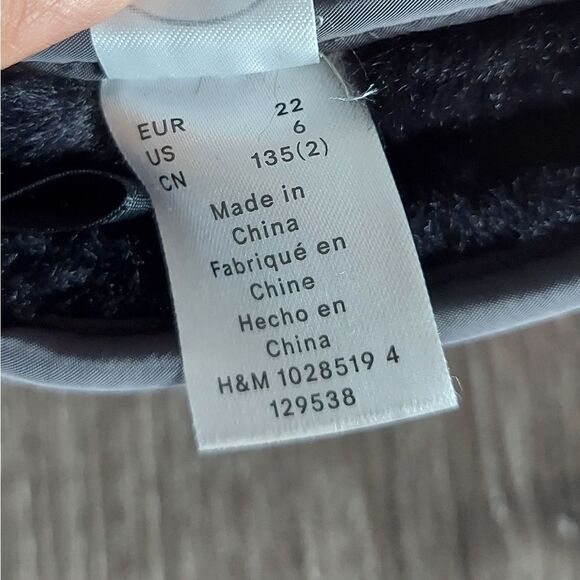 EUR 22
US 6
CN 135(2)
Made in
China
Fabriqué en
Chine
Hecho en
China
H&M 1028519 4
129538